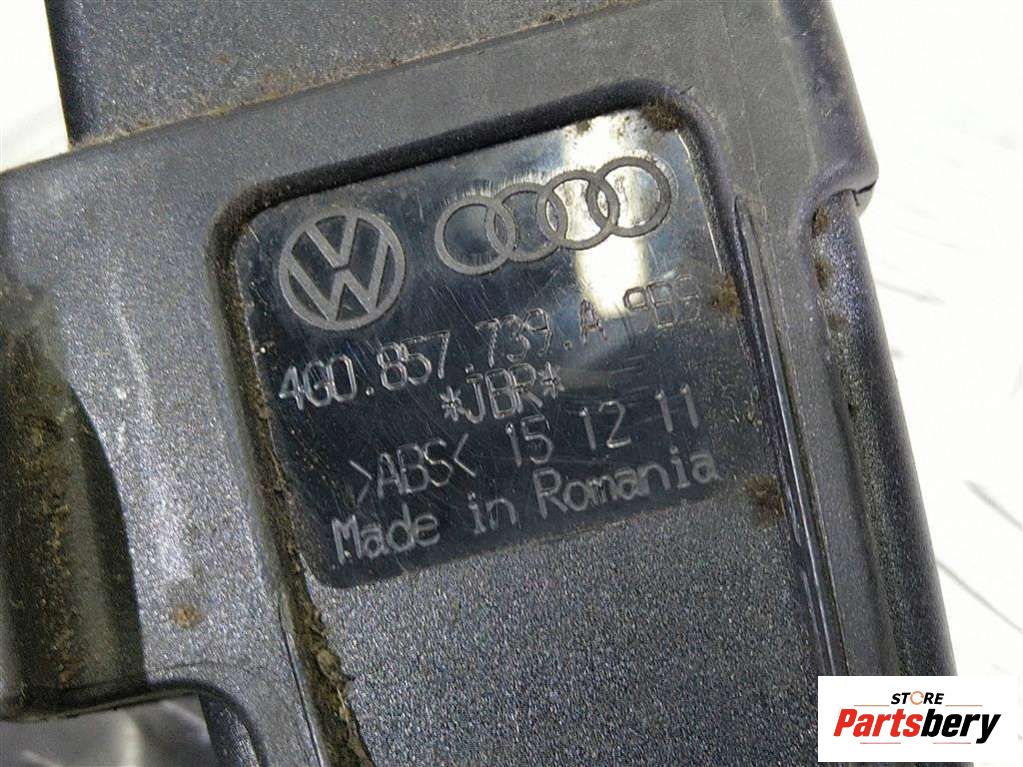 4G0.857.739.A 9B9
*JBR*
>ABS< 15 12 11
Made in Romania
STORE
Partsbery